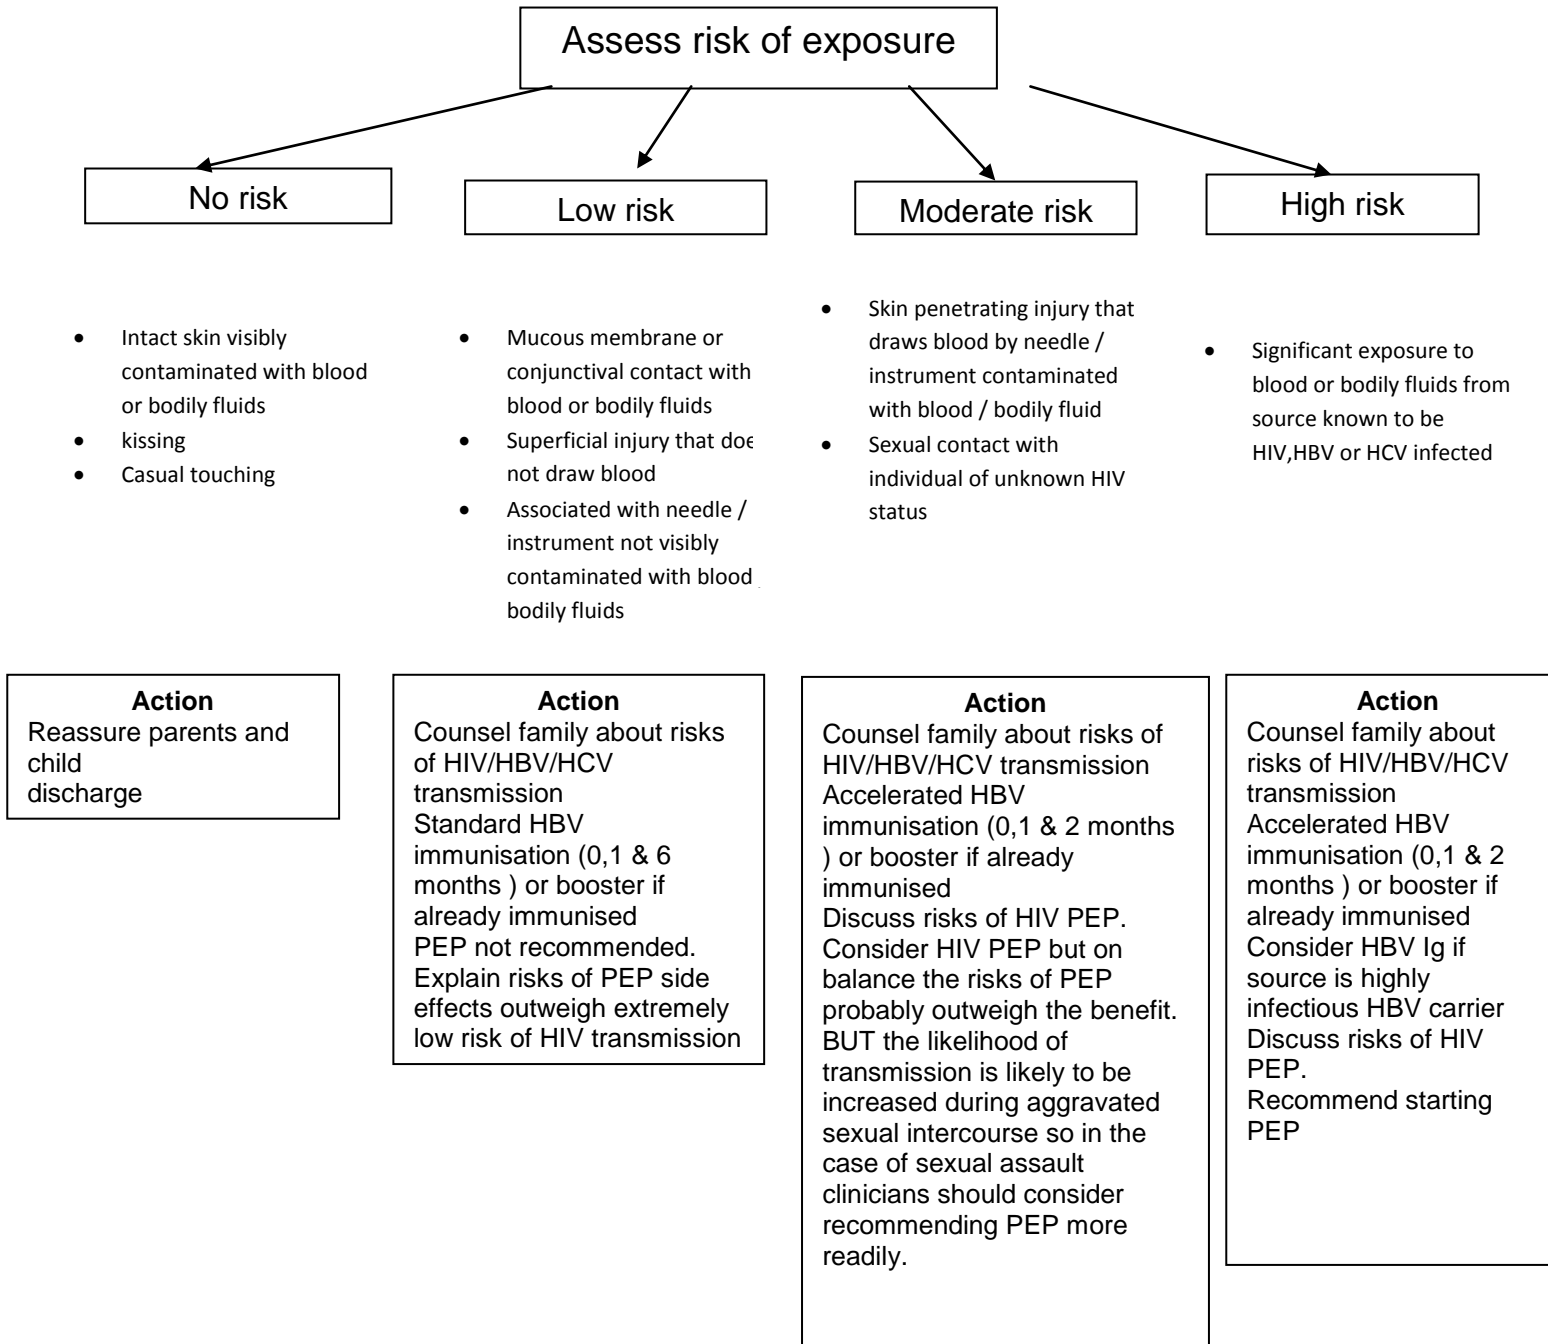 Assess risk of exposure
No risk
Low risk
Moderate risk
High risk
• Intact skin visibly
contaminated with blood
or bodily fluids
• kissing
• Casual touching
• Mucous membrane or
conjunctival contact with
blood or bodily fluids
• Superficial injury that doe
not draw blood
• Associated with needle /
instrument not visibly
contaminated with blood
bodily fluids
• Skin penetrating injury that
draws blood by needle /
instrument contaminated
with blood / bodily fluid
• Sexual contact with
individual of unknown HIV
status
• Significant exposure to
blood or bodily fluids from
source known to be
HIV,HBV or HCV infected
Action
Reassure parents and
child
discharge
Action
Counsel family about risks
of HIV/HBV/HCV
transmission
Standard HBV
immunisation (0,1 & 6
months ) or booster if
already immunised
PEP not recommended.
Explain risks of PEP side
effects outweigh extremely
low risk of HIV transmission
Action
Counsel family about risks of
HIV/HBV/HCV transmission
Accelerated HBV
immunisation (0,1 & 2 months
) or booster if already
immunised
Discuss risks of HIV PEP.
Consider HIV PEP but on
balance the risks of PEP
probably outweigh the benefit.
BUT the likelihood of
transmission is likely to be
increased during aggravated
sexual intercourse so in the
case of sexual assault
clinicians should consider
recommending PEP more
readily.
Action
Counsel family about
risks of HIV/HBV/HCV
transmission
Accelerated HBV
immunisation (0,1 & 2
months ) or booster if
already immunised
Consider HBV Ig if
source is highly
infectious HBV carrier
Discuss risks of HIV
PEP.
Recommend starting
PEP